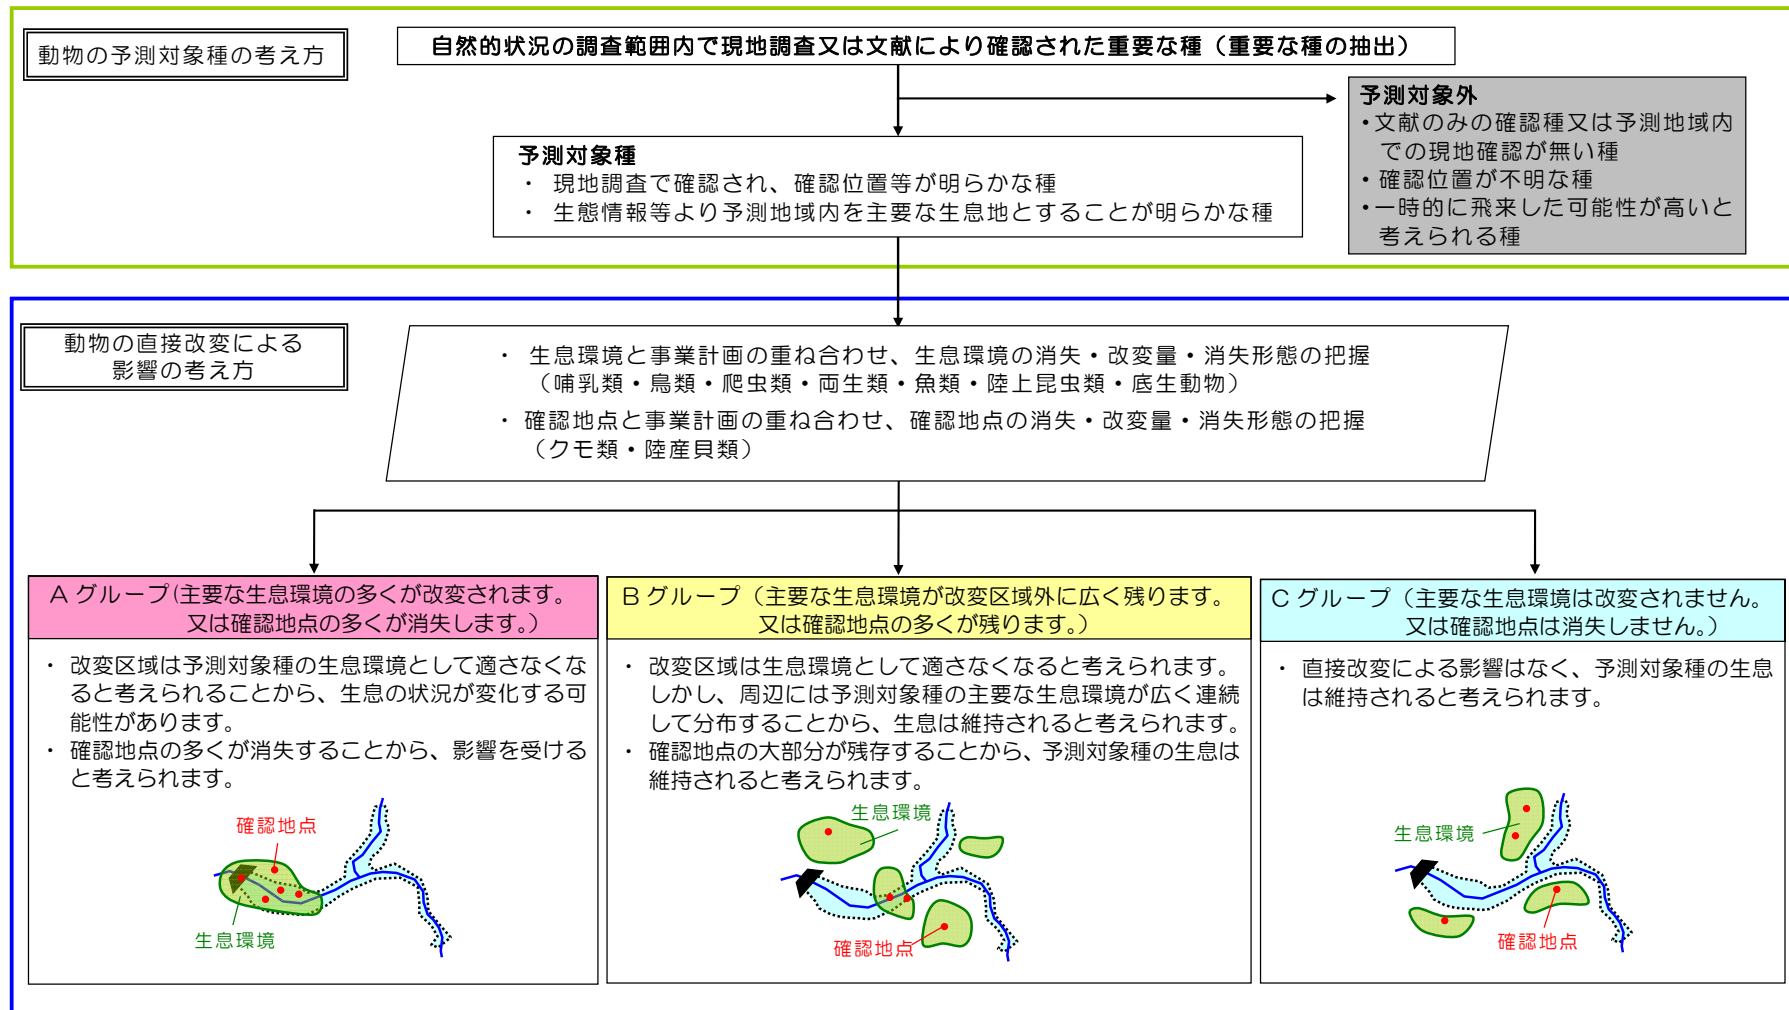 動物の予測対象種の考え方
自然的状況の調査範囲内で現地調査又は文献により確認された重要な種（重要な種の抽出）
予測対象外
・文献のみの確認種又は予測地域内
での現地確認が無い種
・確認位置が不明な種
・一時的に飛来した可能性が高いと
考えられる種
予測対象種
・ 現地調査で確認され、確認位置等が明らかな種
・ 生態情報等より予測地域内を主要な生息地とすることが明らかな種
動物の直接改変による
影響の考え方
・ 生息環境と事業計画の重ね合わせ、生息環境の消失・改変量・消失形態の把握
（哺乳類・鳥類・爬虫類・両生類・魚類・陸上昆虫類・底生動物）
・ 確認地点と事業計画の重ね合わせ、確認地点の消失・改変量・消失形態の把握
（クモ類・陸産貝類）
A グループ(主要な生息環境の多くが改変されます。
又は確認地点の多くが消失します。)
・ 改変区域は予測対象種の生息環境として適さなくな
ると考えられることから、生息の状況が変化する可
能性があります。
・ 確認地点の多くが消失することから、影響を受ける
と考えられます。
確認地点
生息環境
B グループ（主要な生息環境が改変区域外に広く残ります。
又は確認地点の多くが残ります。）
・ 改変区域は生息環境として適さなくなると考えられます。
しかし、周辺には予測対象種の主要な生息環境が広く連続
して分布することから、生息は維持されると考えられます。
・ 確認地点の大部分が残存することから、予測対象種の生息は
維持されると考えられます。
生息環境
確認地点
C グループ（主要な生息環境は改変されません。
又は確認地点は消失しません。）
・ 直接改変による影響はなく、予測対象種の生息
は維持されると考えられます。
生息環境
確認地点